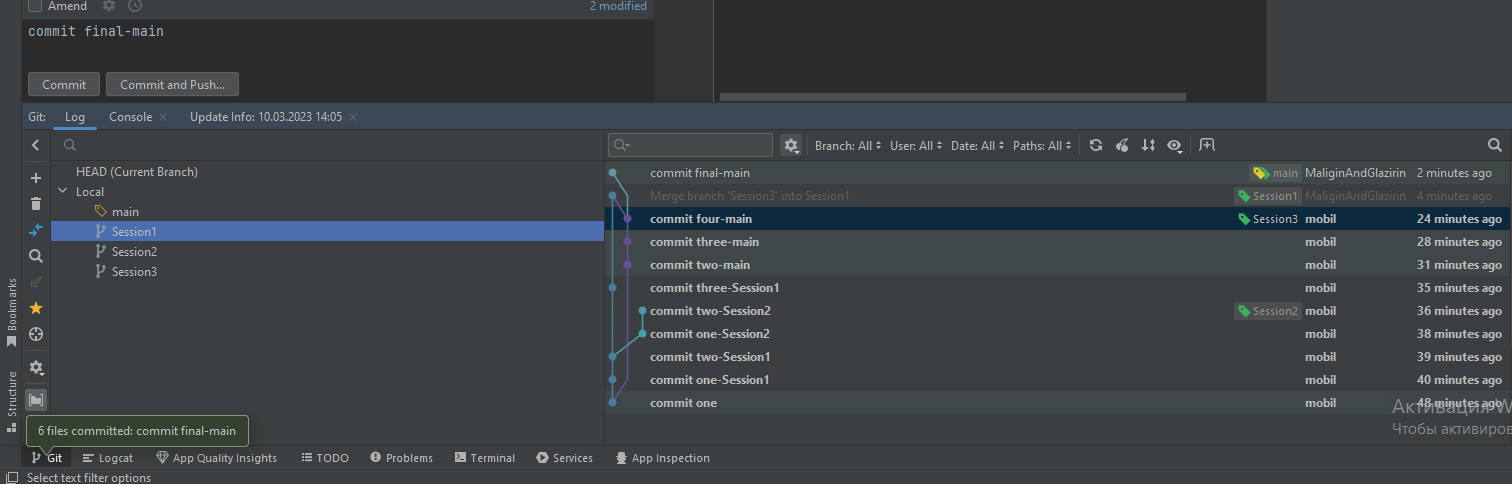 Amend
2 modified
commit final-main
Commit
Commit and Push...
Git:
Log
Console
Update Info: 10.03.2023 14:05
Branch: All
User: All
Date: All
Paths: All
HEAD (Current Branch)
Local
main
Session1
Session2
Session3
commit final-main main MaliginAndGlazirin 2 minutes ago
Merge branch 'Session3' into Session1 Session1 MaliginAndGlazirin 4 minutes ago
commit four-main Session3 mobil 24 minutes ago
commit three-main mobil 28 minutes ago
commit two-main mobil 31 minutes ago
commit three-Session1 mobil 35 minutes ago
commit two-Session2 Session2 mobil 36 minutes ago
commit one-Session2 mobil 38 minutes ago
commit two-Session1 mobil 39 minutes ago
commit one-Session1 mobil 40 minutes ago
commit one mobil 48 minutes ago
Активация W
Чтобы активиров
Bookmarks
Structure
6 files committed: commit final-main
Git
Logcat
App Quality Insights
TODO
Problems
Terminal
Services
App Inspection
Select text filter options